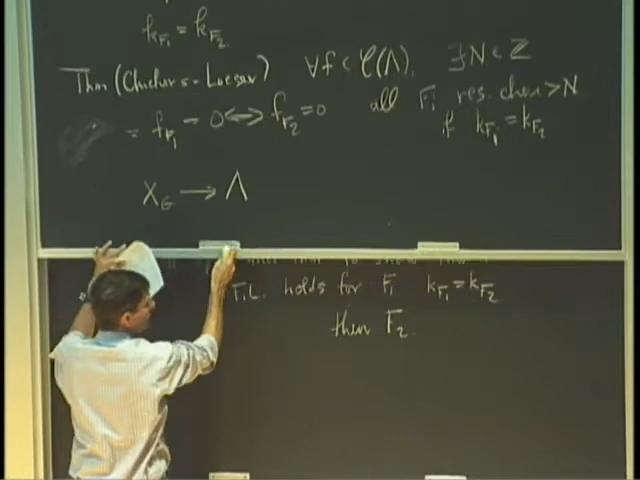 k_{F_1} = k_{F_2}
Thm (Cluckers-Loeser) ∀f ∈ C(Λ), ∃N ∈ Z
= f_{F_1} = 0 ⟷ f_{F_2} = 0 all F_i res. char > N
if k_{F_1} = k_{F_2}
X_G ⟶ Λ
F.L. holds for F_1 k_{F_1} = k_{F_2}
then F_2